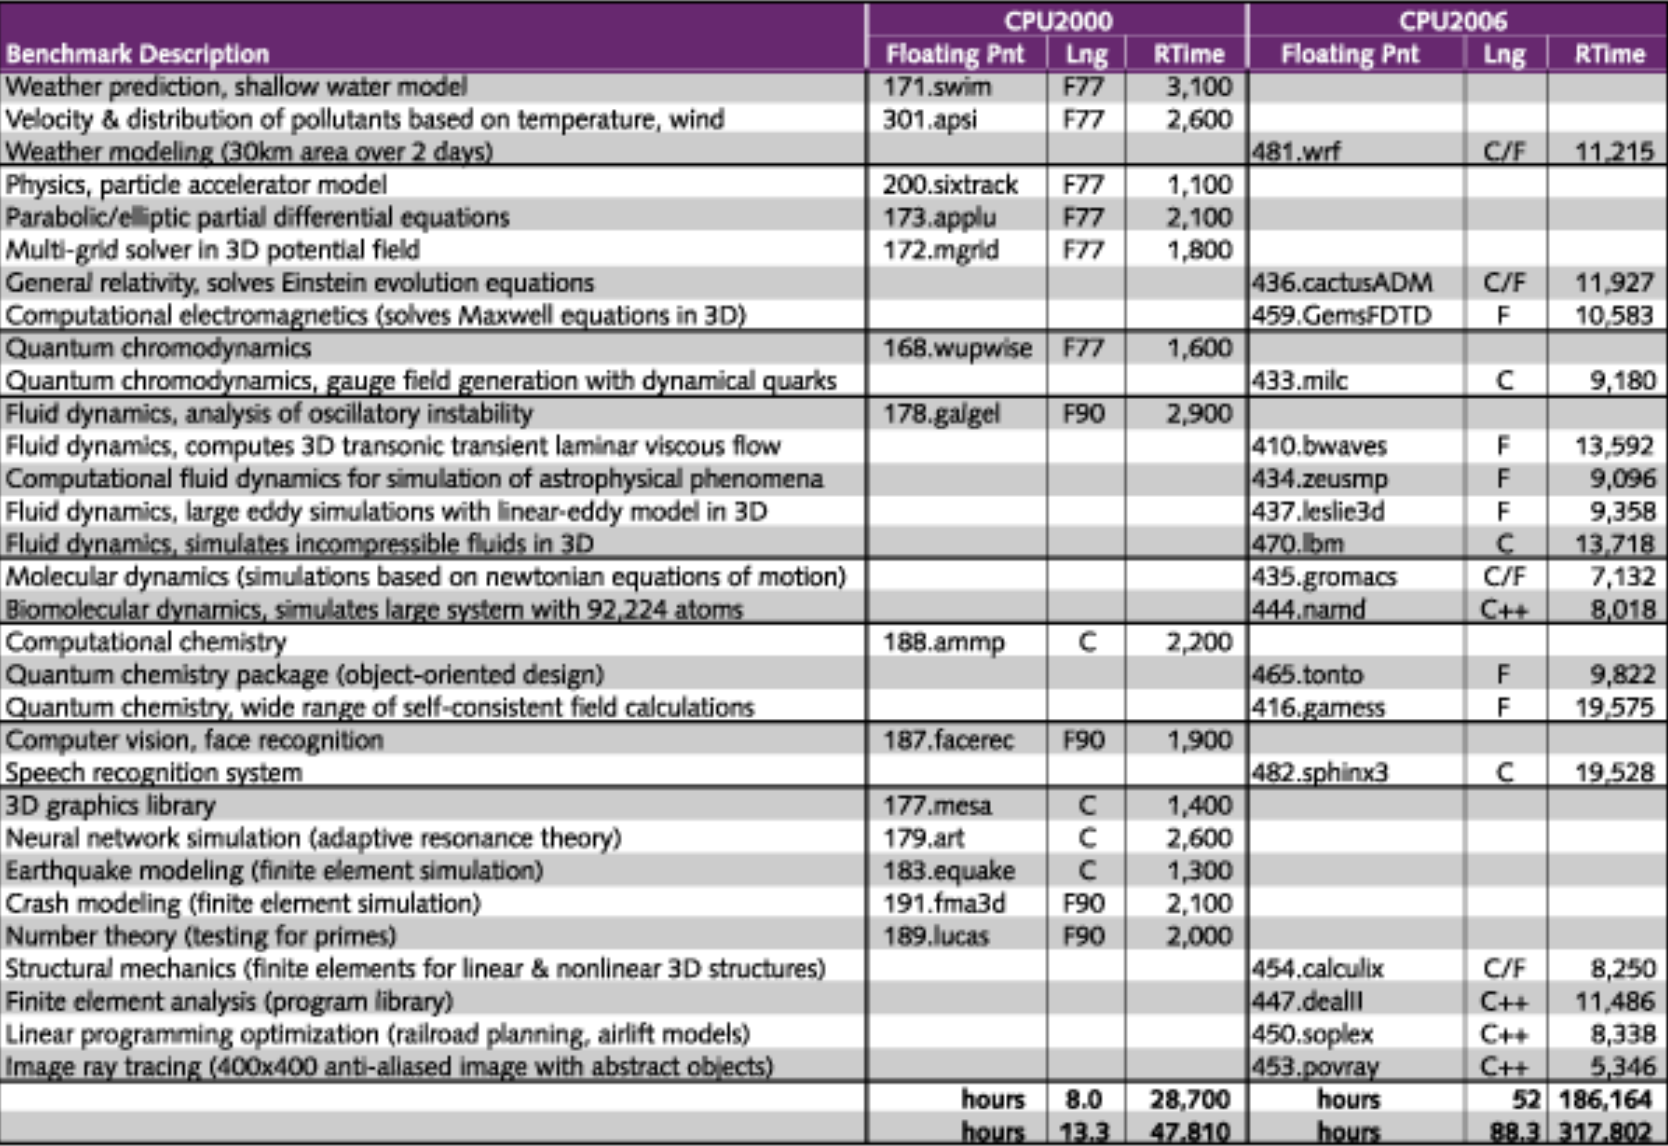 CPU2000 CPU2006
Benchmark Description Floating Pnt Lng RTime Floating Pnt Lng RTime
Weather prediction, shallow water model 171.swim F77 3,100
Velocity & distribution of pollutants based on temperature, wind 301.apsi F77 2,600
Weather modeling (30km area over 2 days) 481.wrf C/F 11,215
Physics, particle accelerator model 200.sixtrack F77 1,100
Parabolic/elliptic partial differential equations 173.applu F77 2,100
Multi-grid solver in 3D potential field 172.mgrid F77 1,800
General relativity, solves Einstein evolution equations 436.cactusADM C/F 11,927
Computational electromagnetics (solves Maxwell equations in 3D) 459.GemsFDTD F 10,583
Quantum chromodynamics 168.wupwise F77 1,600
Quantum chromodynamics, gauge field generation with dynamical quarks 433.milc C 9,180
Fluid dynamics, analysis of oscillatory instability 178.galgel F90 2,900
Fluid dynamics, computes 3D transonic transient laminar viscous flow 410.bwaves F 13,592
Computational fluid dynamics for simulation of astrophysical phenomena 434.zeusmp F 9,096
Fluid dynamics, large eddy simulations with linear-eddy model in 3D 437.leslie3d F 9,358
Fluid dynamics, simulates incompressible fluids in 3D 470.lbm C 13,718
Molecular dynamics (simulations based on newtonian equations of motion) 435.gromacs C/F 7,132
Biomolecular dynamics, simulates large system with 92,224 atoms 444.namd C++ 8,018
Computational chemistry 188.ammp C 2,200
Quantum chemistry package (object-oriented design) 465.tonto F 9,822
Quantum chemistry, wide range of self-consistent field calculations 416.gamess F 19,575
Computer vision, face recognition 187.facerec F90 1,900
Speech recognition system 482.sphinx3 C 19,528
3D graphics library 177.mesa C 1,400
Neural network simulation (adaptive resonance theory) 179.art C 2,600
Earthquake modeling (finite element simulation) 183.equake C 1,300
Crash modeling (finite element simulation) 191.fma3d F90 2,100
Number theory (testing for primes) 189.lucas F90 2,000
Structural mechanics (finite elements for linear & nonlinear 3D structures) 454.calculix C/F 8,250
Finite element analysis (program library) 447.dealII C++ 11,486
Linear programming optimization (railroad planning, airlift models) 450.soplex C++ 8,338
Image ray tracing (400x400 anti-aliased image with abstract objects) 453.povray C++ 5,346
hours 8.0 28,700 hours 52 186,164
hours 13.3 47,810 hours 88.3 317,802